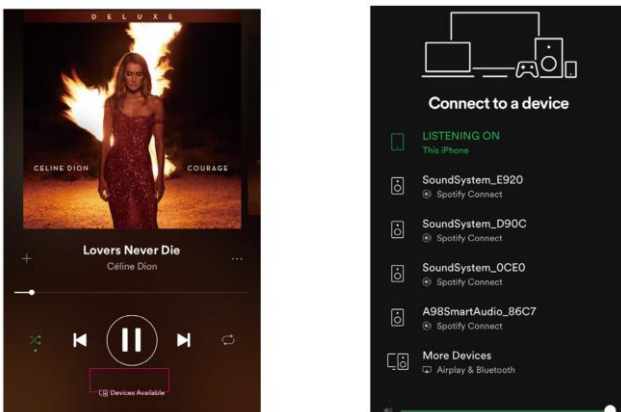 DELUXE
CELINE DION
COURAGE
Lovers Never Die
Céline Dion
Devices Available
Connect to a device
LISTENING ON
This iPhone
SoundSystem_E920
Spotify Connect
SoundSystem_D90C
Spotify Connect
SoundSystem_0CE0
Spotify Connect
A98SmartAudio_86C7
Spotify Connect
More Devices
Airplay & Bluetooth